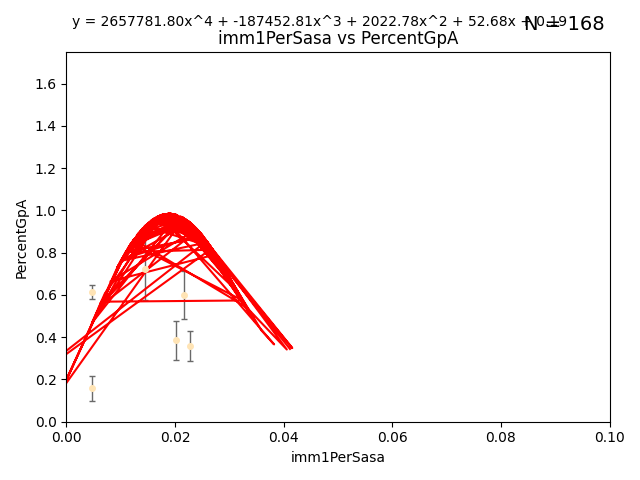 y = 2657781.80x^4 + -187452.81x^3 + 2022.78x^2 + 52.68x + 0.19
N = 168
imm1PerSasa vs PercentGpA
1.6
1.4
1.2
1.0
0.8
0.6
0.4
0.2
0.0
PercentGpA
0.00 0.02 0.04 0.06 0.08 0.10
imm1PerSasa